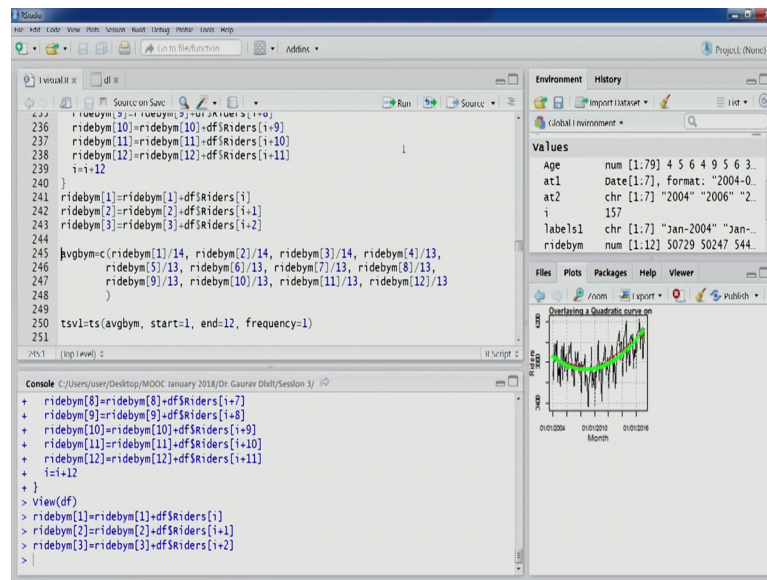 RStudio
File Edit Code View Plots Session Build Debug Profile Tools Help
Go to file/function
Addins
Project: (None)
1 visual.R
df
Source on Save
Run
Source
236 ridebym[10]=ridebym[10]+df$Riders[i+9]
237 ridebym[11]=ridebym[11]+df$Riders[i+10]
238 ridebym[12]=ridebym[12]+df$Riders[i+11]
239 i=i+12
240 }
241 ridebym[1]=ridebym[1]+df$Riders[i]
242 ridebym[2]=ridebym[2]+df$Riders[i+1]
243 ridebym[3]=ridebym[3]+df$Riders[i+2]
244
245 avgbym=c(ridebym[1]/14, ridebym[2]/14, ridebym[3]/14, ridebym[4]/13,
246 ridebym[5]/13, ridebym[6]/13, ridebym[7]/13, ridebym[8]/13,
247 ridebym[9]/13, ridebym[10]/13, ridebym[11]/13, ridebym[12]/13
248 )
249
250 tsv1=ts(avgbym, start=1, end=12, frequency=1)
251
245:1 (Top Level)
R Script
Console C:/Users/user/Desktop/MOOC January 2018/Dr. Gaurav Dixit/Session 3/
+ ridebym[8]=ridebym[8]+df$Riders[i+7]
+ ridebym[9]=ridebym[9]+df$Riders[i+8]
+ ridebym[10]=ridebym[10]+df$Riders[i+9]
+ ridebym[11]=ridebym[11]+df$Riders[i+10]
+ ridebym[12]=ridebym[12]+df$Riders[i+11]
+ i=i+12
+ }
> View(df)
> ridebym[1]=ridebym[1]+df$Riders[i]
> ridebym[2]=ridebym[2]+df$Riders[i+1]
> ridebym[3]=ridebym[3]+df$Riders[i+2]
>
Environment History
Import Dataset
List
Global Environment
Values
Age num [1:79] 4 5 6 4 9 5 6 3…
at1 Date[1:7], format: "2004-0…
at2 chr [1:7] "2004" "2006" "2…
i 157
labels1 chr [1:7] "Jan-2004" "Jan-…
ridebym num [1:12] 50729 50247 544…
Files Plots Packages Help Viewer
Zoom Export Publish
Overlaying a Quadratic curve on
Riders
01/01/2004 01/01/2010 01/01/2016
Month